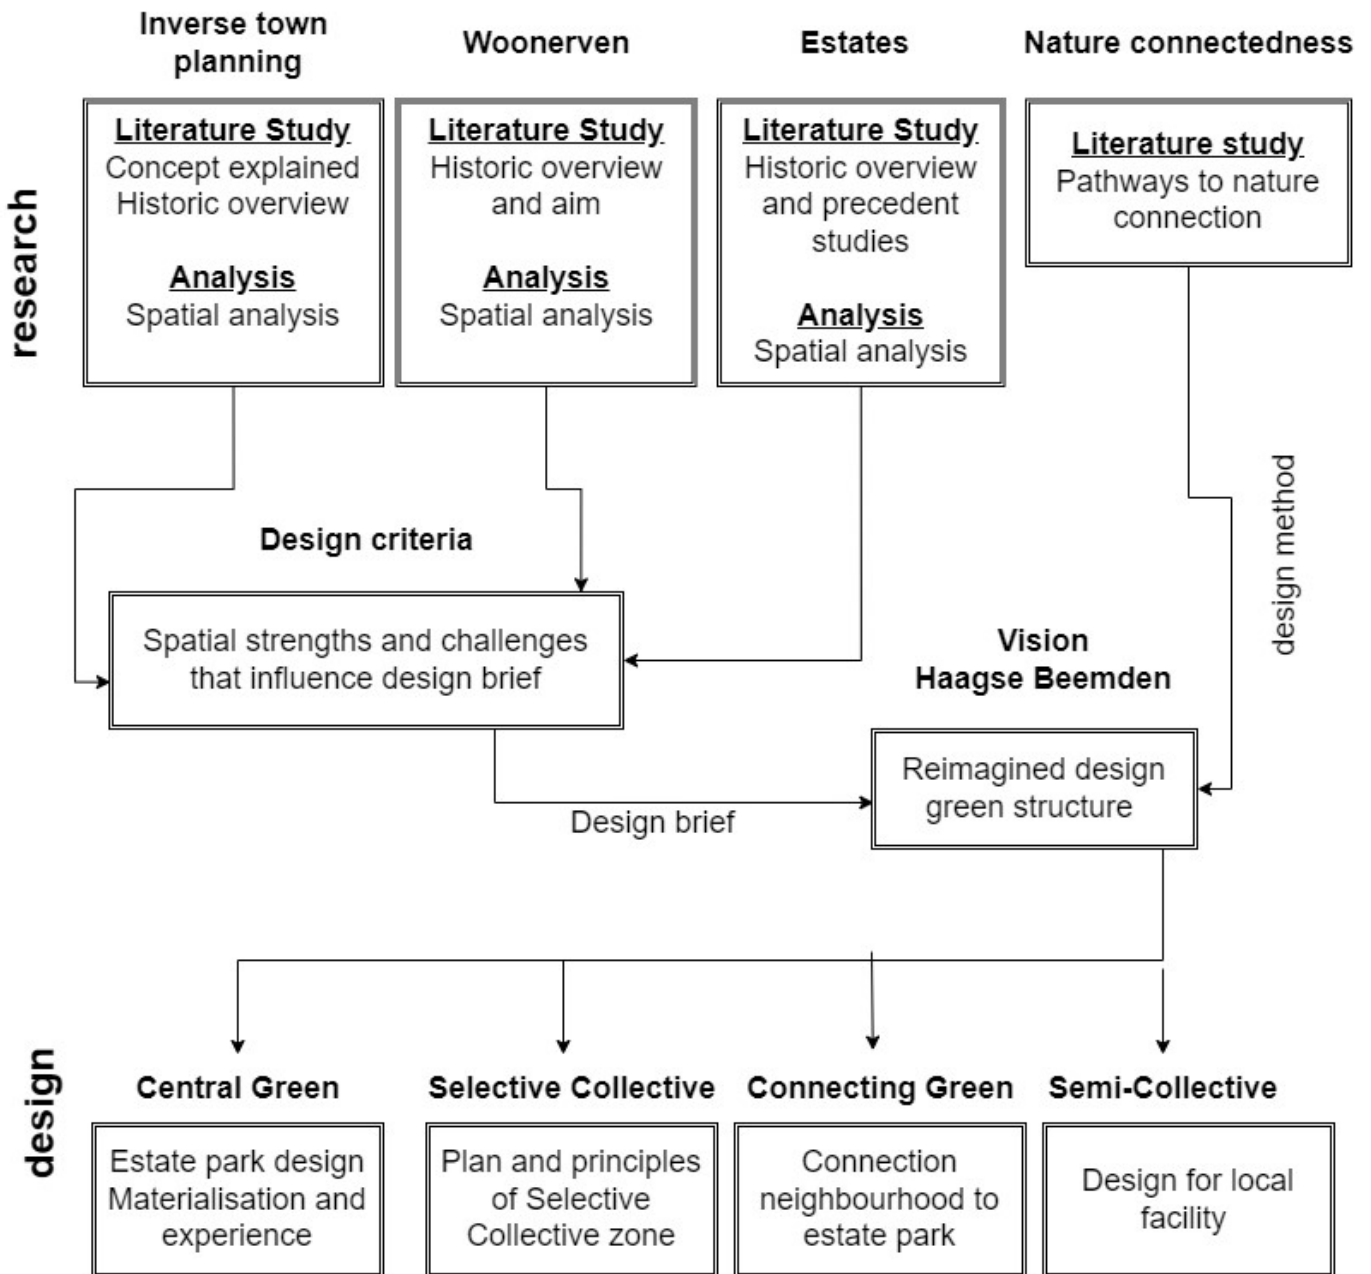 research
Inverse town
planning
Literature Study
Concept explained
Historic overview
Analysis
Spatial analysis
Woonerven
Literature Study
Historic overview
and aim
Analysis
Spatial analysis
Estates
Literature Study
Historic overview
and precedent
studies
Analysis
Spatial analysis
Nature connectedness
Literature study
Pathways to nature
connection
design method
Design criteria
Spatial strengths and challenges
that influence design brief
Design brief
Vision
Haagse Beemden
Reimagined design
green structure
design
Central Green
Estate park design
Materialisation and
experience
Selective Collective
Plan and principles
of Selective
Collective zone
Connecting Green
Connection
neighbourhood to
estate park
Semi-Collective
Design for local
facility